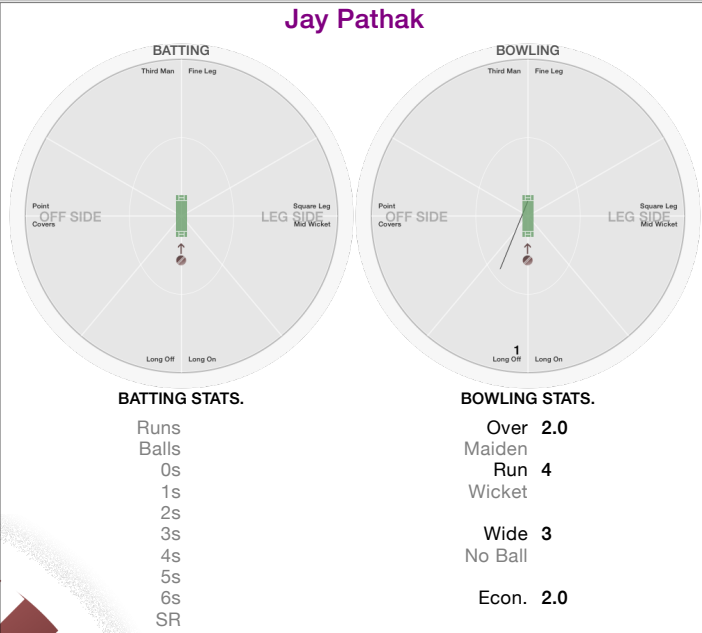 Jay Pathak
BATTING
Third Man Fine Leg
Point
OFF SIDE
Covers
Square Leg
LEG SIDE
Mid Wicket
Long Off Long On
BOWLING
Third Man Fine Leg
Point
OFF SIDE
Covers
Square Leg
LEG SIDE
Mid Wicket
1
Long Off Long On
BATTING STATS.
Runs
Balls
0s
1s
2s
3s
4s
5s
6s
SR
BOWLING STATS.
Over 2.0
Maiden
Run 4
Wicket
Wide 3
No Ball
Econ. 2.0